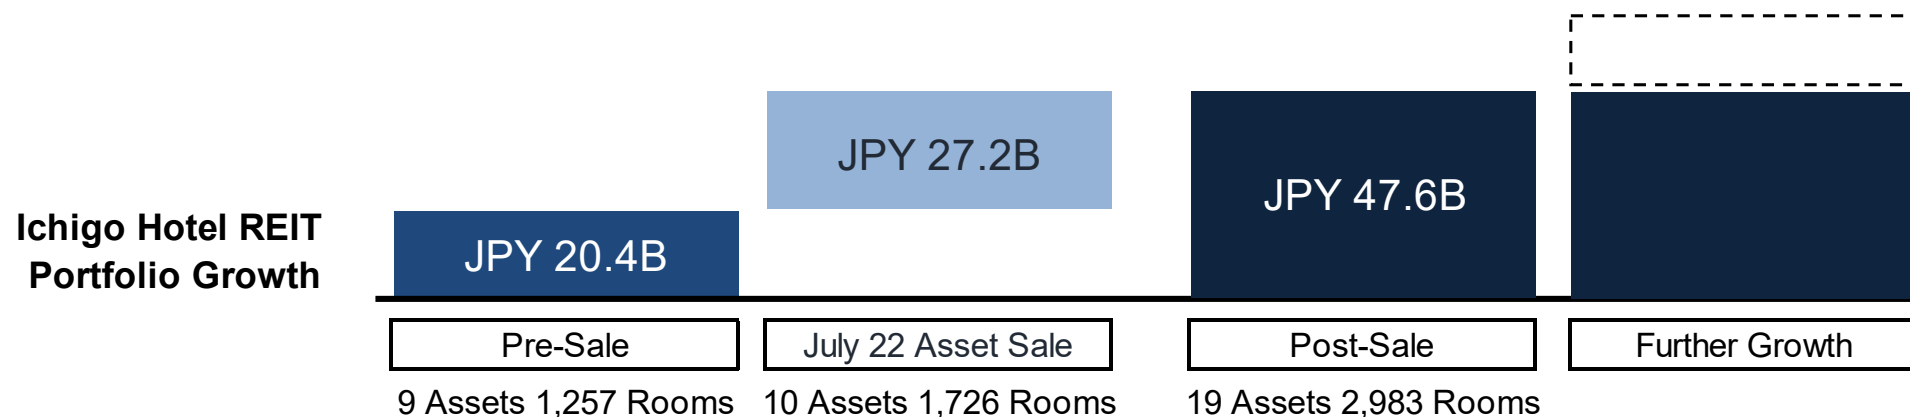 JPY 27.2B
JPY 47.6B
Ichigo Hotel REIT
Portfolio Growth
JPY 20.4B
Pre-Sale
July 22 Asset Sale
Post-Sale
Further Growth
9 Assets 1,257 Rooms
10 Assets 1,726 Rooms
19 Assets 2,983 Rooms